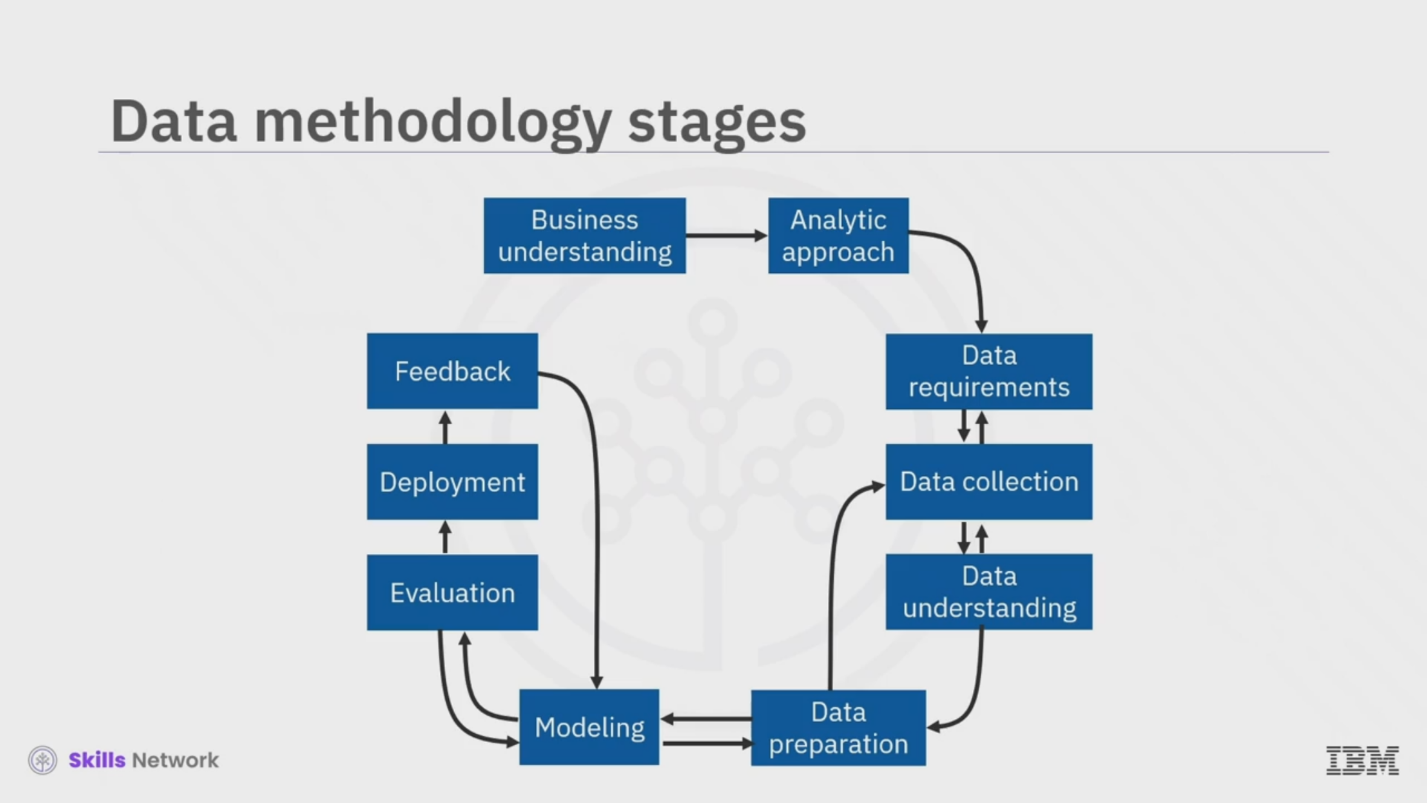 Data methodology stages
Business
understanding
Analytic
approach
Feedback
Data
requirements
Deployment
Data collection
Evaluation
Data
understanding
Modeling
Data
preparation
Skills Network
IBM